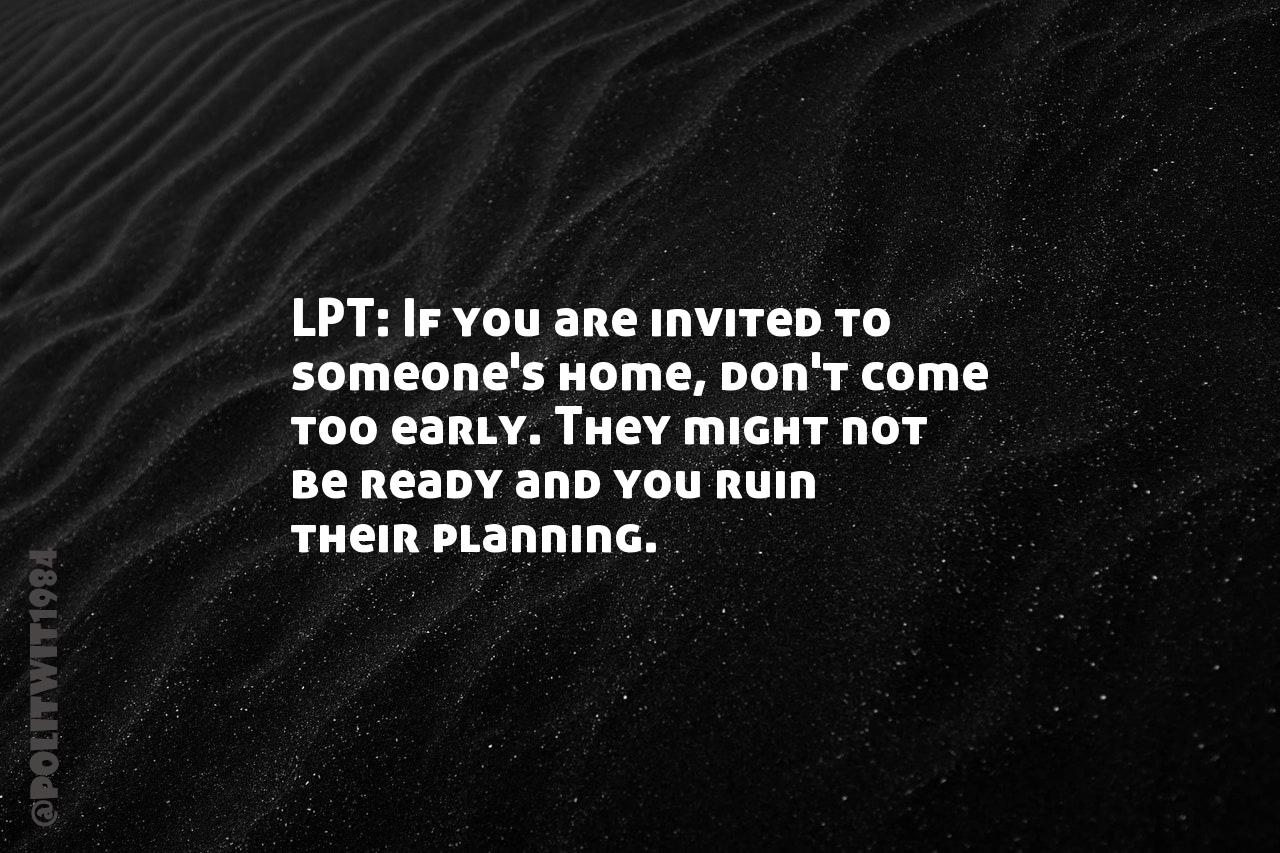 LPT: If you are invited to
someone's home, don't come
too early. They might not
be ready and you ruin
their planning.
@POLITWIT1984